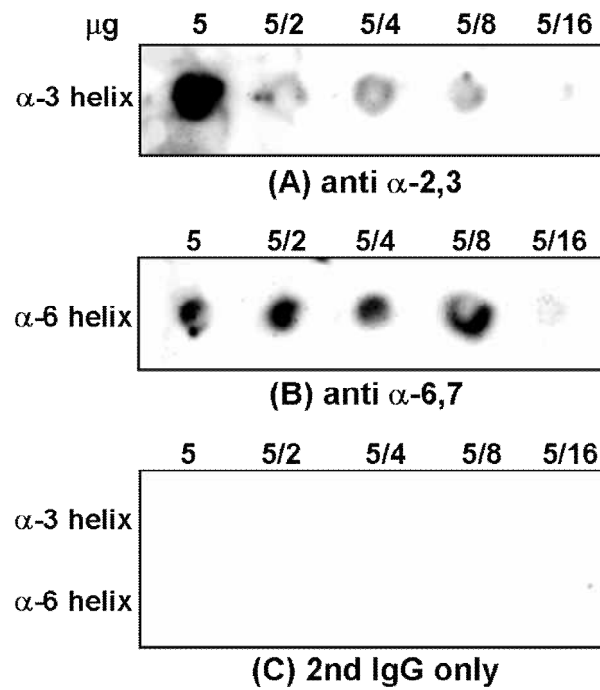 μg 5 5/2 5/4 5/8 5/16
α-3 helix
(A) anti α-2,3
5 5/2 5/4 5/8 5/16
α-6 helix
(B) anti α-6,7
5 5/2 5/4 5/8 5/16
α-3 helix
α-6 helix
(C) 2nd IgG only